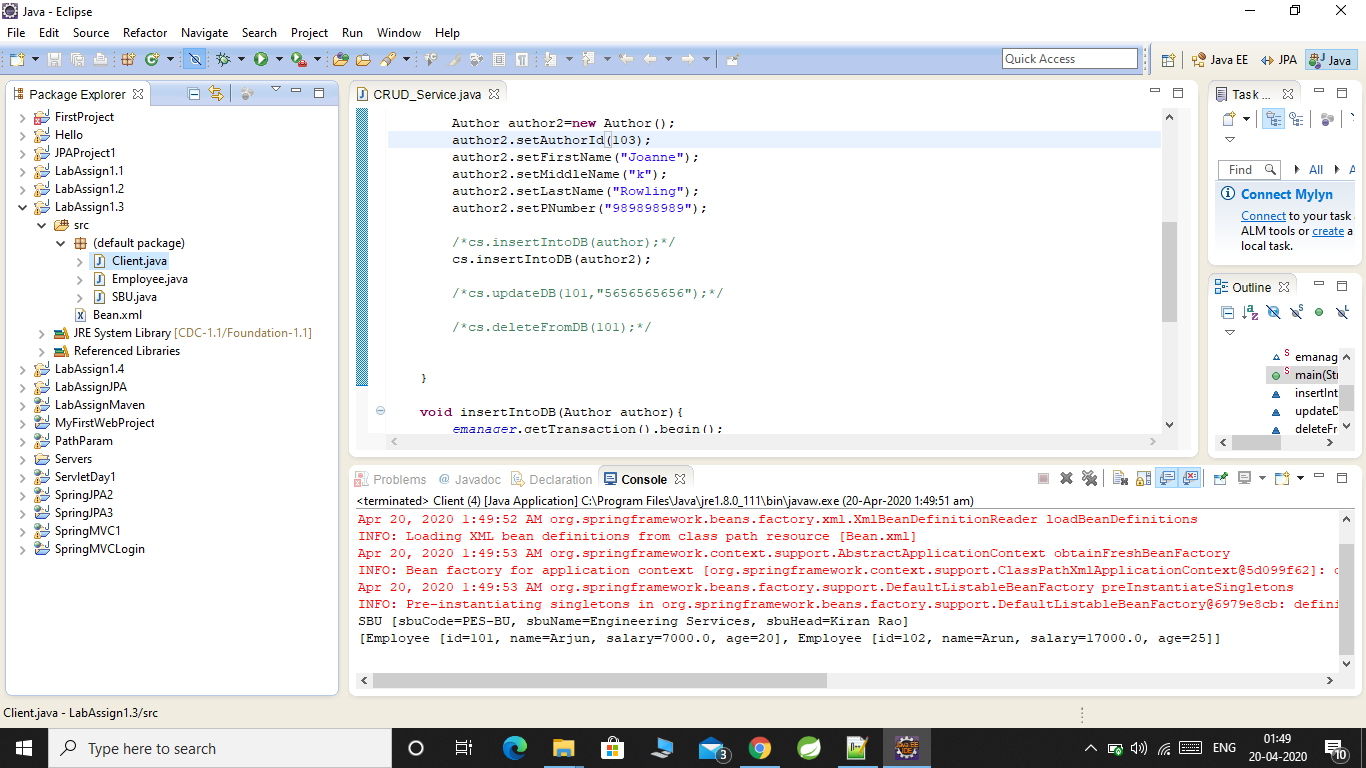 Java - Eclipse
File Edit Source Refactor Navigate Search Project Run Window Help
Quick Access
Java EE
JPA
Java
Package Explorer
FirstProject
Hello
JPAProject1
LabAssign1.1
LabAssign1.2
LabAssign1.3
src
(default package)
Client.java
Employee.java
SBU.java
Bean.xml
JRE System Library [CDC-1.1/Foundation-1.1]
Referenced Libraries
LabAssign1.4
LabAssignJPA
LabAssignMaven
MyFirstWebProject
PathParam
Servers
ServletDay1
SpringJPA2
SpringJPA3
SpringMVC1
SpringMVCLogin
CRUD_Service.java
Author author2=new Author();
author2.setAuthorId(103);
author2.setFirstName("Joanne");
author2.setMiddleName("k");
author2.setLastName("Rowling");
author2.setPNumber("989898989");
/*cs.insertIntoDB(author);*/
cs.insertIntoDB(author2);
/*cs.updateDB(101,"5656565656");*/
/*cs.deleteFromDB(101);*/
}
void insertIntoDB(Author author){
emanager.getTransaction().begin();
Task ...
Find
All
A
Connect Mylyn
Connect to your task
ALM tools or create a
local task.
Outline
emanag
main(Str
insertInt
updateD
deleteFr
Problems
@ Javadoc
Declaration
Console
<terminated> Client (4) [Java Application] C:\Program Files\Java\jre1.8.0_111\bin\javaw.exe (20-Apr-2020 1:49:51 am)
Apr 20, 2020 1:49:52 AM org.springframework.beans.factory.xml.XmlBeanDefinitionReader loadBeanDefinitions
INFO: Loading XML bean definitions from class path resource [Bean.xml]
Apr 20, 2020 1:49:53 AM org.springframework.context.support.AbstractApplicationContext obtainFreshBeanFactory
INFO: Bean factory for application context [org.springframework.context.support.ClassPathXmlApplicationContext@5d099f62]: o
Apr 20, 2020 1:49:53 AM org.springframework.beans.factory.support.DefaultListableBeanFactory preInstantiateSingletons
INFO: Pre-instantiating singletons in org.springframework.beans.factory.support.DefaultListableBeanFactory@6979e8cb: defini
SBU [sbuCode=PES-BU, sbuName=Engineering Services, sbuHead=Kiran Rao]
[Employee [id=101, name=Arjun, salary=7000.0, age=20], Employee [id=102, name=Arun, salary=17000.0, age=25]]
Client.java - LabAssign1.3/src
Type here to search
3
ENG
01:49
20-04-2020
10